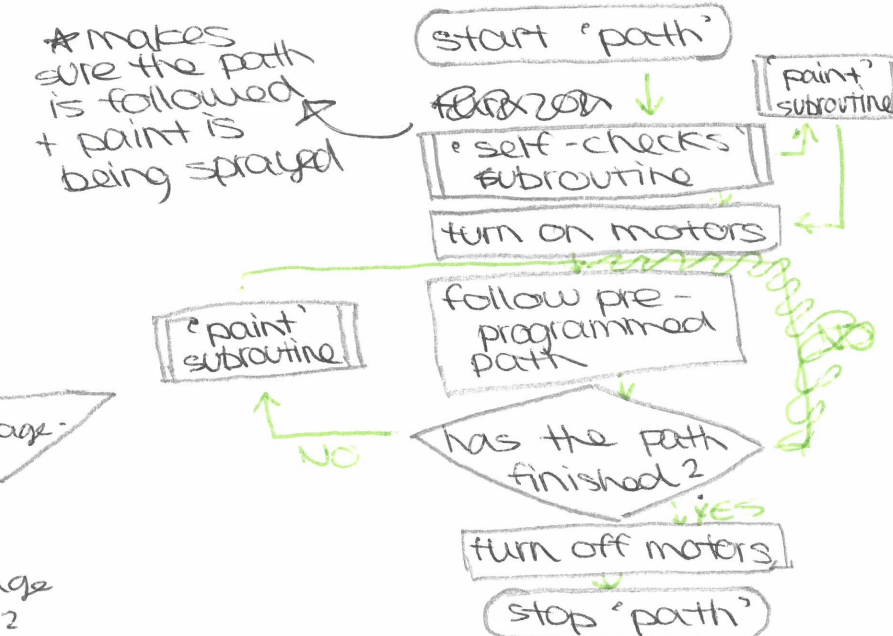 * makes
sure the path
is followed
+ paint is
being sprayed
start 'path'
'paint'
subroutine
'self-checks
subroutine
turn on motors
follow pre-
programmed
path
'paint'
subroutine
has the path
finished?
NO
YES
turn off motors
stop 'path'
2